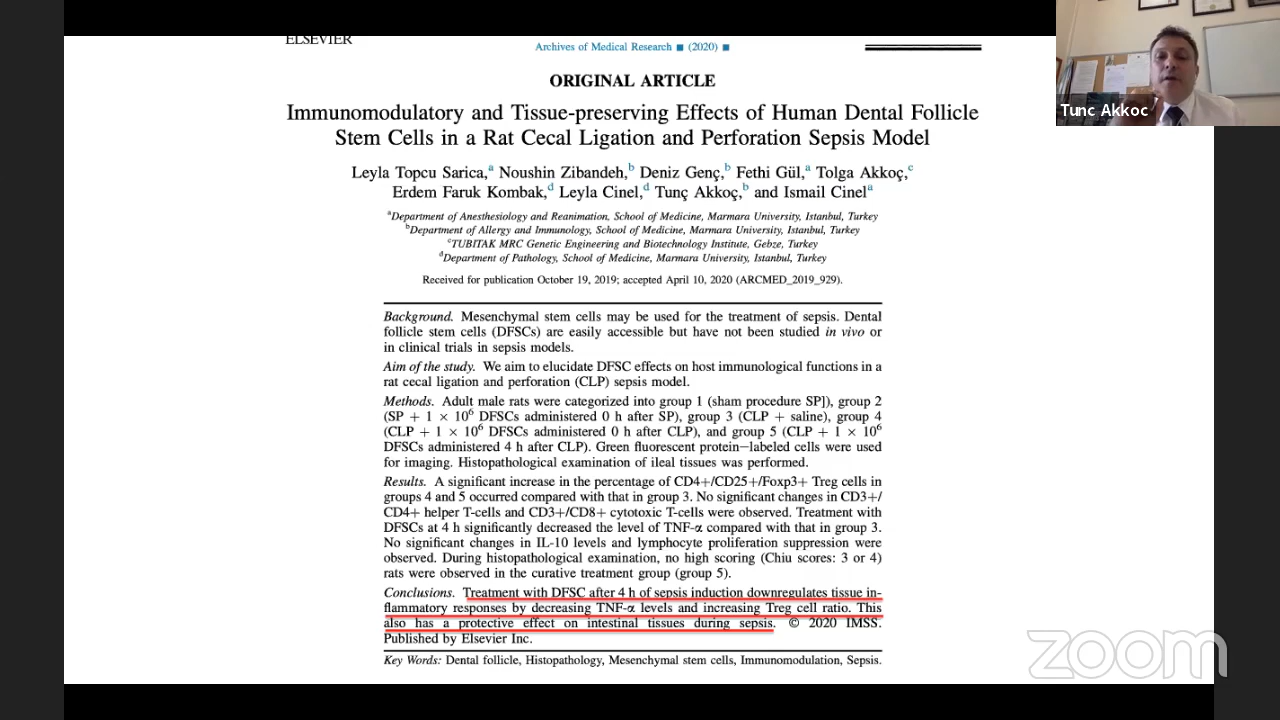 ELSEVIER
Archives of Medical Research ■ (2020) ■
ORIGINAL ARTICLE
Immunomodulatory and Tissue-preserving Effects of Human Dental Follicle
Stem Cells in a Rat Cecal Ligation and Perforation Sepsis Model
Leyla Topcu Sarica,a Noushin Zibandeh,b Deniz Genç,b Fethi Gül,a Tolga Akkoç,c
Erdem Faruk Kombak,d Leyla Cinel,d Tunç Akkoç,b and Ismail Cinela
aDepartment of Anesthesiology and Reanimation, School of Medicine, Marmara University, Istanbul, Turkey
bDepartment of Allergy and Immunology, School of Medicine, Marmara University, Istanbul, Turkey
cTUBITAK MRC Genetic Engineering and Biotechnology Institute, Gebze, Turkey
dDepartment of Pathology, School of Medicine, Marmara University, Istanbul, Turkey
Received for publication October 19, 2019; accepted April 10, 2020 (ARCMED_2019_929).
Background. Mesenchymal stem cells may be used for the treatment of sepsis. Dental
follicle stem cells (DFSCs) are easily accessible but have not been studied in vivo or
in clinical trials in sepsis models.
Aim of the study. We aim to elucidate DFSC effects on host immunological functions in a
rat cecal ligation and perforation (CLP) sepsis model.
Methods. Adult male rats were categorized into group 1 (sham procedure SP]), group 2
(SP + 1 × 10⁶ DFSCs administered 0 h after SP), group 3 (CLP + saline), group 4
(CLP + 1 × 10⁶ DFSCs administered 0 h after CLP), and group 5 (CLP + 1 × 10⁶
DFSCs administered 4 h after CLP). Green fluorescent protein—labeled cells were used
for imaging. Histopathological examination of ileal tissues was performed.
Results. A significant increase in the percentage of CD4+/CD25+/Foxp3+ Treg cells in
groups 4 and 5 occurred compared with that in group 3. No significant changes in CD3+/
CD4+ helper T-cells and CD3+/CD8+ cytotoxic T-cells were observed. Treatment with
DFSCs at 4 h significantly decreased the level of TNF-α compared with that in group 3.
No significant changes in IL-10 levels and lymphocyte proliferation suppression were
observed. During histopathological examination, no high scoring (Chiu scores: 3 or 4)
rats were observed in the curative treatment group (group 5).
Conclusions. Treatment with DFSC after 4 h of sepsis induction downregulates tissue in-
flammatory responses by decreasing TNF-α levels and increasing Treg cell ratio. This
also has a protective effect on intestinal tissues during sepsis. © 2020 IMSS.
Published by Elsevier Inc.
Key Words: Dental follicle, Histopathology, Mesenchymal stem cells, Immunomodulation, Sepsis.
Tunc Akkoc
zoom